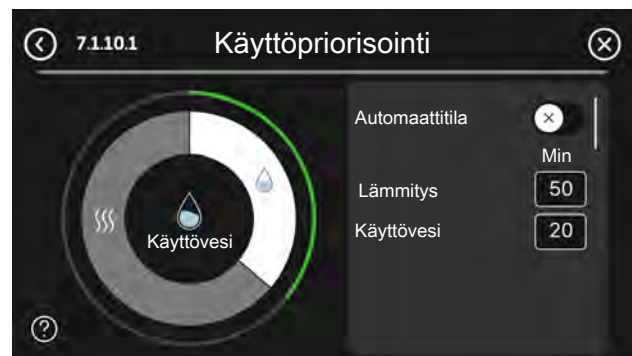 7.1.10.1 Käyttöpriorisointi
Automaattitila
Min
Lämmitys 50
Käyttövesi 20
Käyttövesi
?